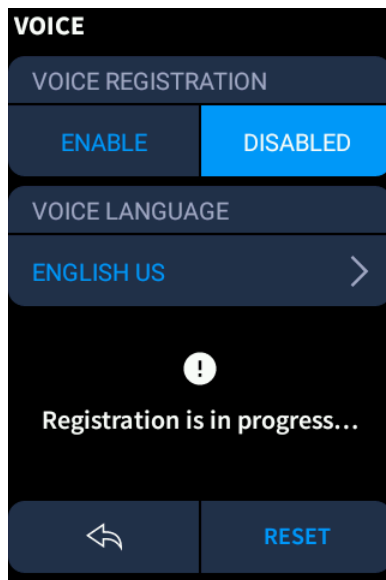 VOICE
VOICE REGISTRATION
ENABLE DISABLED
VOICE LANGUAGE
ENGLISH US
!
Registration is in progress...
RESET